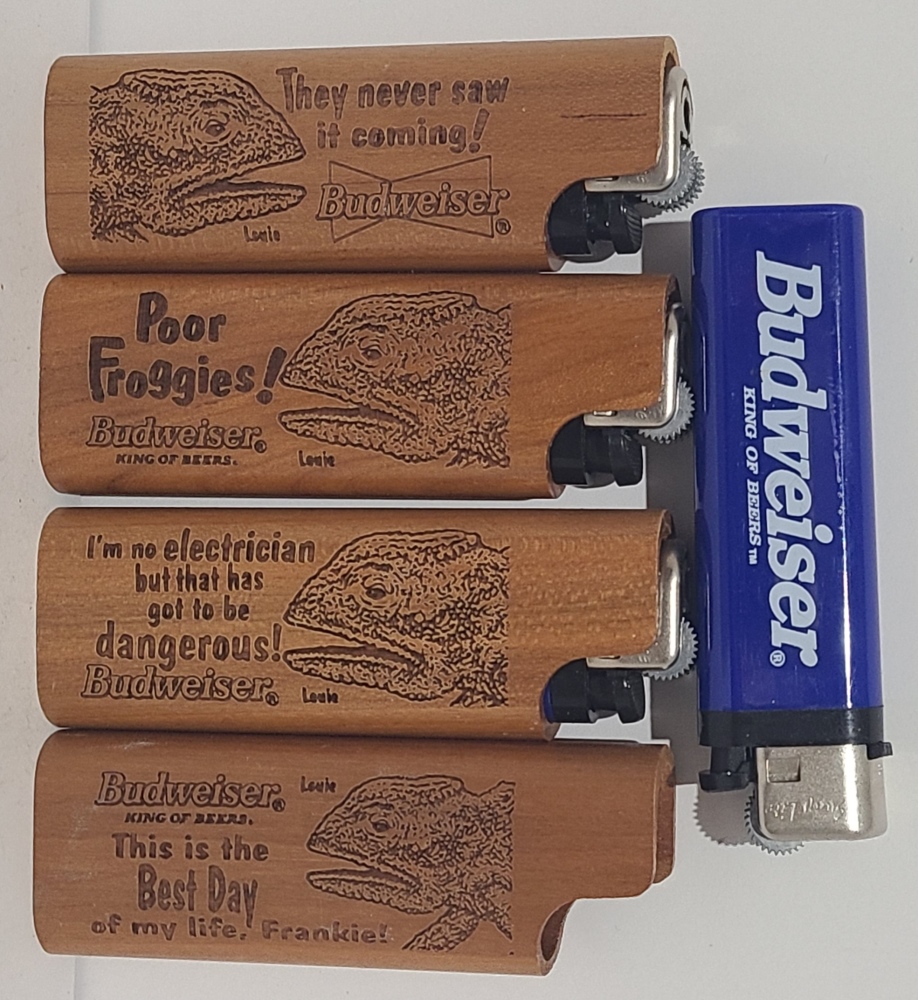 They never saw
it coming!
Budweiser®
Louie
Poor
Froggies!
Budweiser®
KING OF BEERS®
Louie
I'm no electrician
but that has
got to be
dangerous!
Budweiser®
Louie
Budweiser®
KING OF BEERS®
Louie
This is the
Best Day
of my life, Frankie!
Budweiser®
KING OF BEERS™